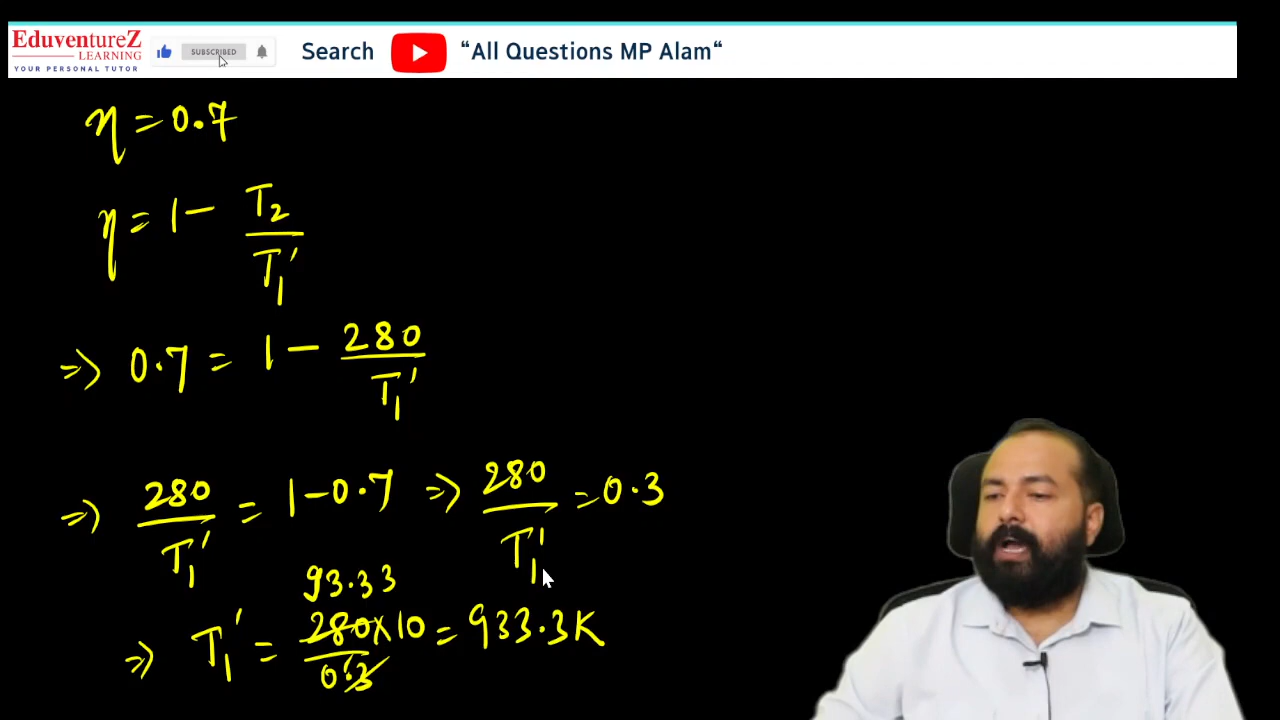 EduventureZ
LEARNING
YOUR PERSONAL TUTOR
SUBSCRIBED
Search "All Questions MP Alam"
η = 0.7
η = 1 - T₂/T₁'
⇒ 0.7 = 1 - 280/T₁'
⇒ 280/T₁' = 1-0.7 ⇒ 280/T₁' = 0.3
93.33
⇒ T₁' = 280×10/0.3 = 933.3K